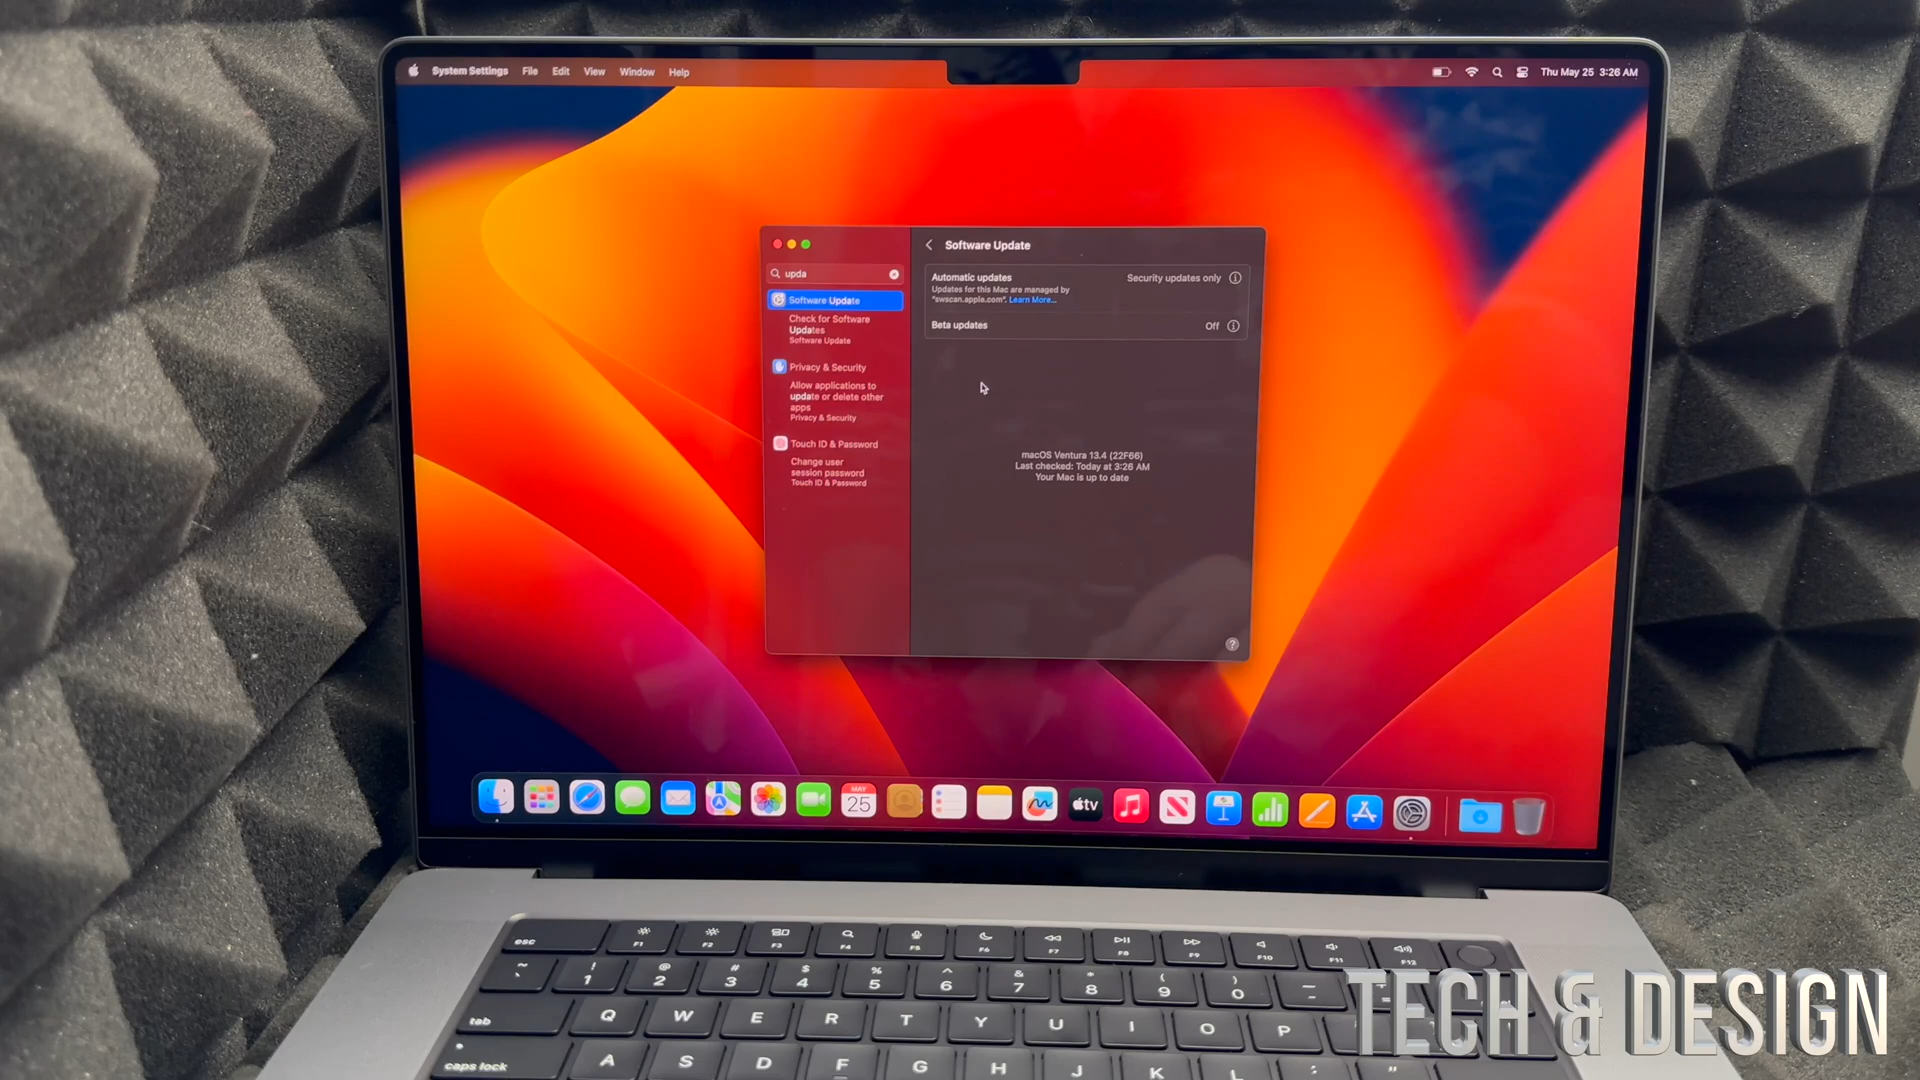 System Settings File Edit View Window Help
Thu May 25 3:26 AM
upda
Software Update
Check for Software
Updates
Software Update
Privacy & Security
Allow applications to
update or delete other
apps
Privacy & Security
Touch ID & Password
Change user
session password
Touch ID & Password
Software Update
Automatic updates
Updates for this Mac are managed by
"swscan.apple.com". Learn More...
Security updates only
Beta updates
Off
macOS Ventura 13.4 (22F66)
Last checked: Today at 3:26 AM
Your Mac is up to date
?
MAY
25
tv
esc F1 F2 F3 F4 F5 F6 F7 F8 F9 F10 F11 F12
~ ! @ # $ % ^ & * ( )
` 1 2 3 4 5 6 7 8 9 0
tab Q W E R T Y U I O P
caps lock A S D F G H J K L
TECH & DESIGN